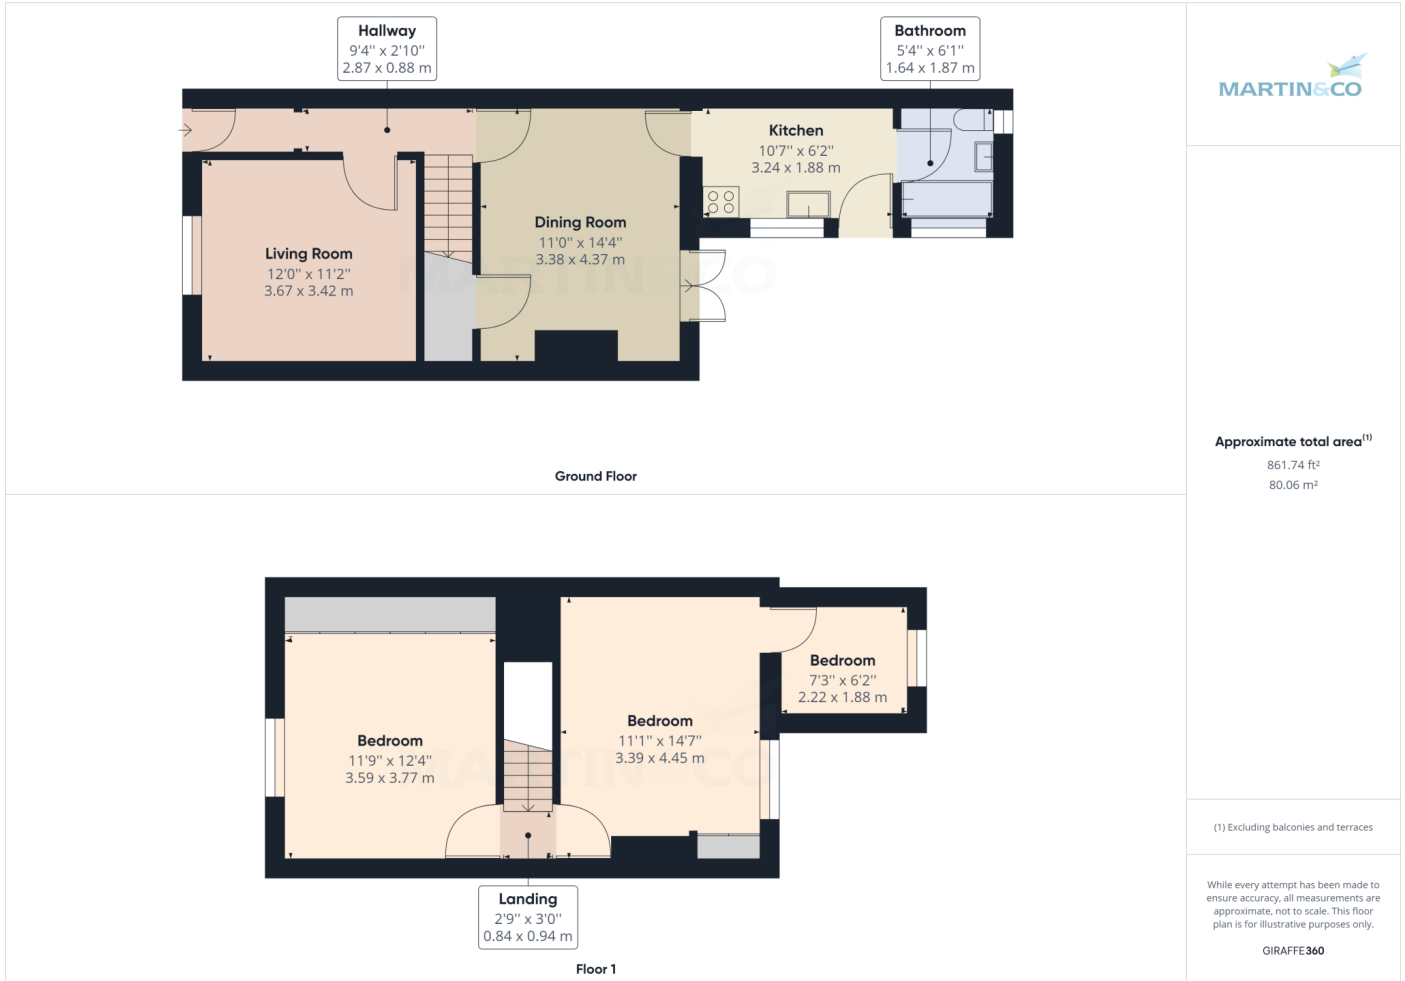 Hallway
9'4'' x 2'10''
2.87 x 0.88 m
Bathroom
5'4'' x 6'1''
1.64 x 1.87 m
Kitchen
10'7'' x 6'2''
3.24 x 1.88 m
Dining Room
11'0'' x 14'4''
3.38 x 4.37 m
Living Room
12'0'' x 11'2''
3.67 x 3.42 m
MARTIN&CO
Ground Floor
Bedroom
7'3'' x 6'2''
2.22 x 1.88 m
Bedroom
11'1'' x 14'7''
3.39 x 4.45 m
Bedroom
11'9'' x 12'4''
3.59 x 3.77 m
MARTIN&CO
Landing
2'9'' x 3'0''
0.84 x 0.94 m
Floor 1
MARTIN&CO
Approximate total area(1)
861.74 ft²
80.06 m²
(1) Excluding balconies and terraces
While every attempt has been made to
ensure accuracy, all measurements are
approximate, not to scale. This floor
plan is for illustrative purposes only.
GIRAFFE360